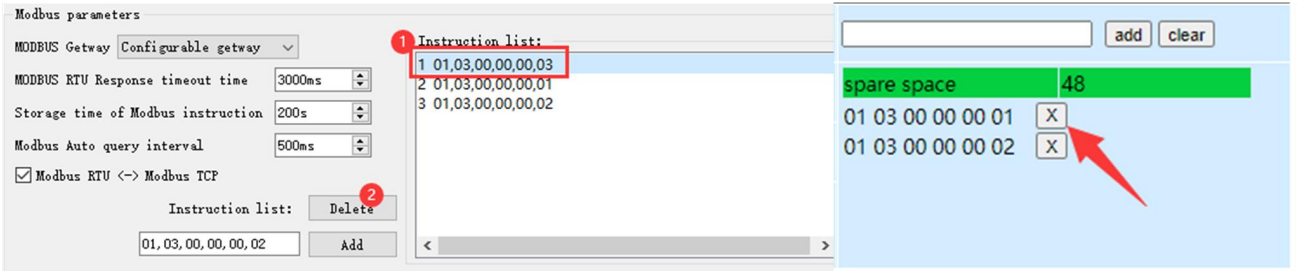 Modbus parameters
MODBUS Getway Configurable getway
MODBUS RTU Response timeout time 3000ms
Storage time of Modbus instruction 200s
Modbus Auto query interval 500ms
Modbus RTU <-> Modbus TCP
2
Instruction list: Delete
01,03,00,00,00,02 Add
1
Instruction list:
1 01,03,00,00,00,03
2 01,03,00,00,00,01
3 01,03,00,00,00,02
add clear
spare space 48
01 03 00 00 00 01 X
01 03 00 00 00 02 X